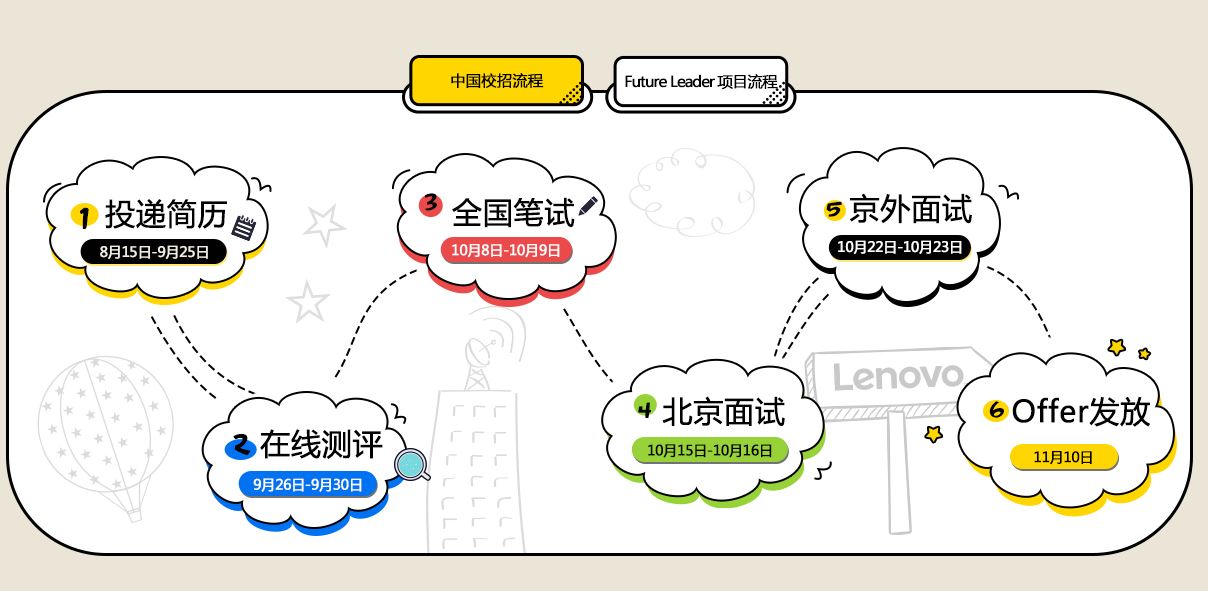 中国校招流程
Future Leader 项目流程
1 投递简历
8月15日-9月25日
2 在线测评
9月26日-9月30日
3 全国笔试
10月8日-10月9日
4 北京面试
10月15日-10月16日
5 京外面试
10月22日-10月23日
Lenovo
6 Offer发放
11月10日